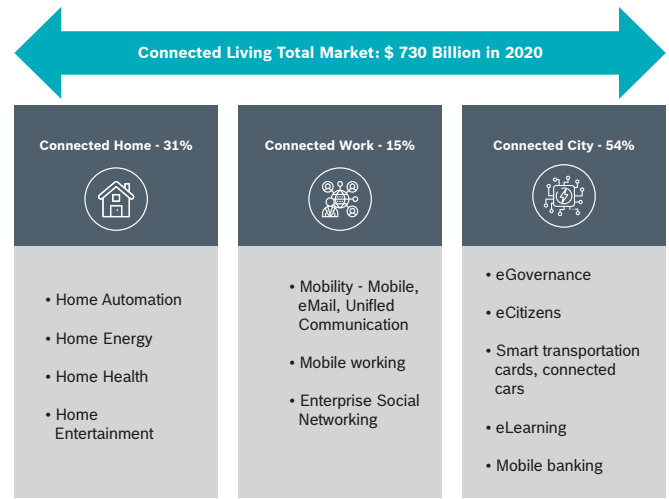 Connected Living Total Market: $ 730 Billion in 2020
Connected Home - 31%
• Home Automation
• Home Energy
• Home Health
• Home
Entertainment
Connected Work - 15%
• Mobility - Mobile,
eMail, Unifled
Communication
• Mobile working
• Enterprise Social
Networking
Connected City - 54%
• eGovernance
• eCitizens
• Smart transportation
cards, connected
cars
• eLearning
• Mobile banking